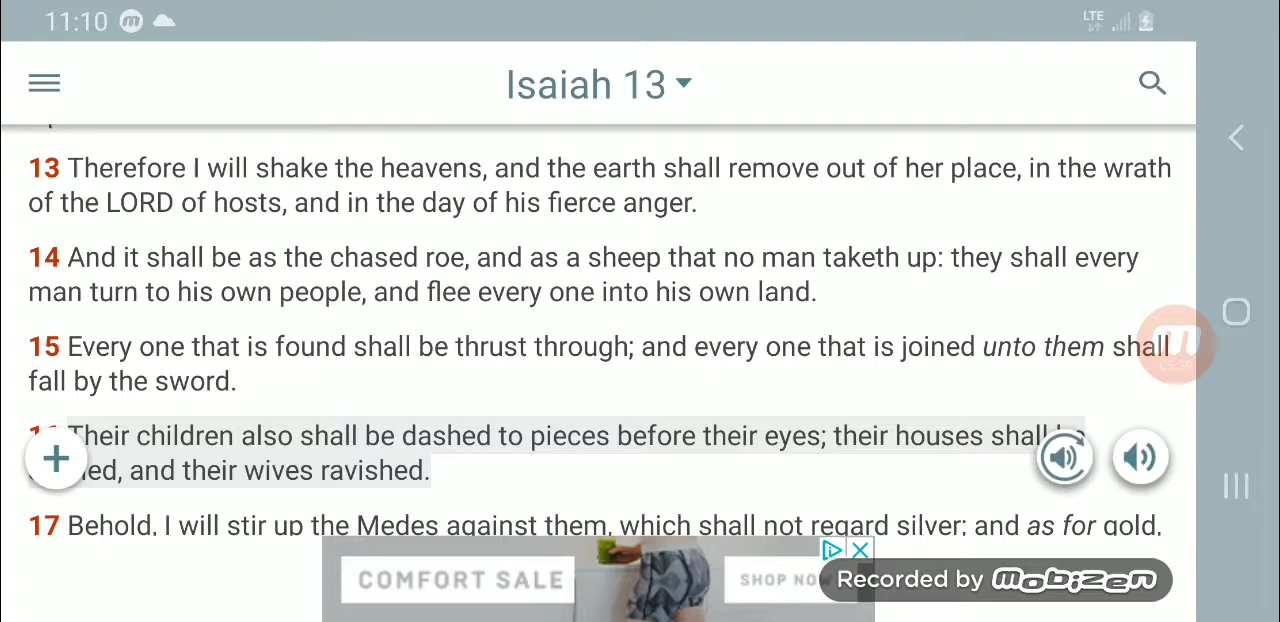 11:10
LTE
Isaiah 13
13 Therefore I will shake the heavens, and the earth shall remove out of her place, in the wrath
of the LORD of hosts, and in the day of his fierce anger.
14 And it shall be as the chased roe, and as a sheep that no man taketh up: they shall every
man turn to his own people, and flee every one into his own land.
15 Every one that is found shall be thrust through; and every one that is joined unto them shall
fall by the sword.
Their children also shall be dashed to pieces before their eyes; their houses shall
and their wives ravished.
17 Behold, I will stir up the Medes against them, which shall not regard silver; and as for gold,
COMFORT SALE
SHOP NOW
Recorded by mobizen